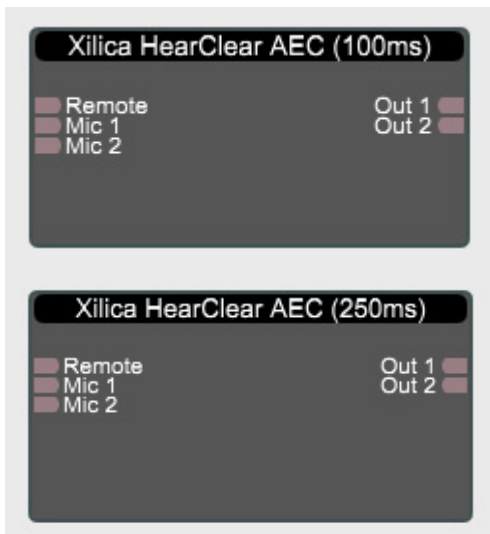 Xilica HearClear AEC (100ms)
Remote Out 1
Mic 1 Out 2
Mic 2
Xilica HearClear AEC (250ms)
Remote Out 1
Mic 1 Out 2
Mic 2